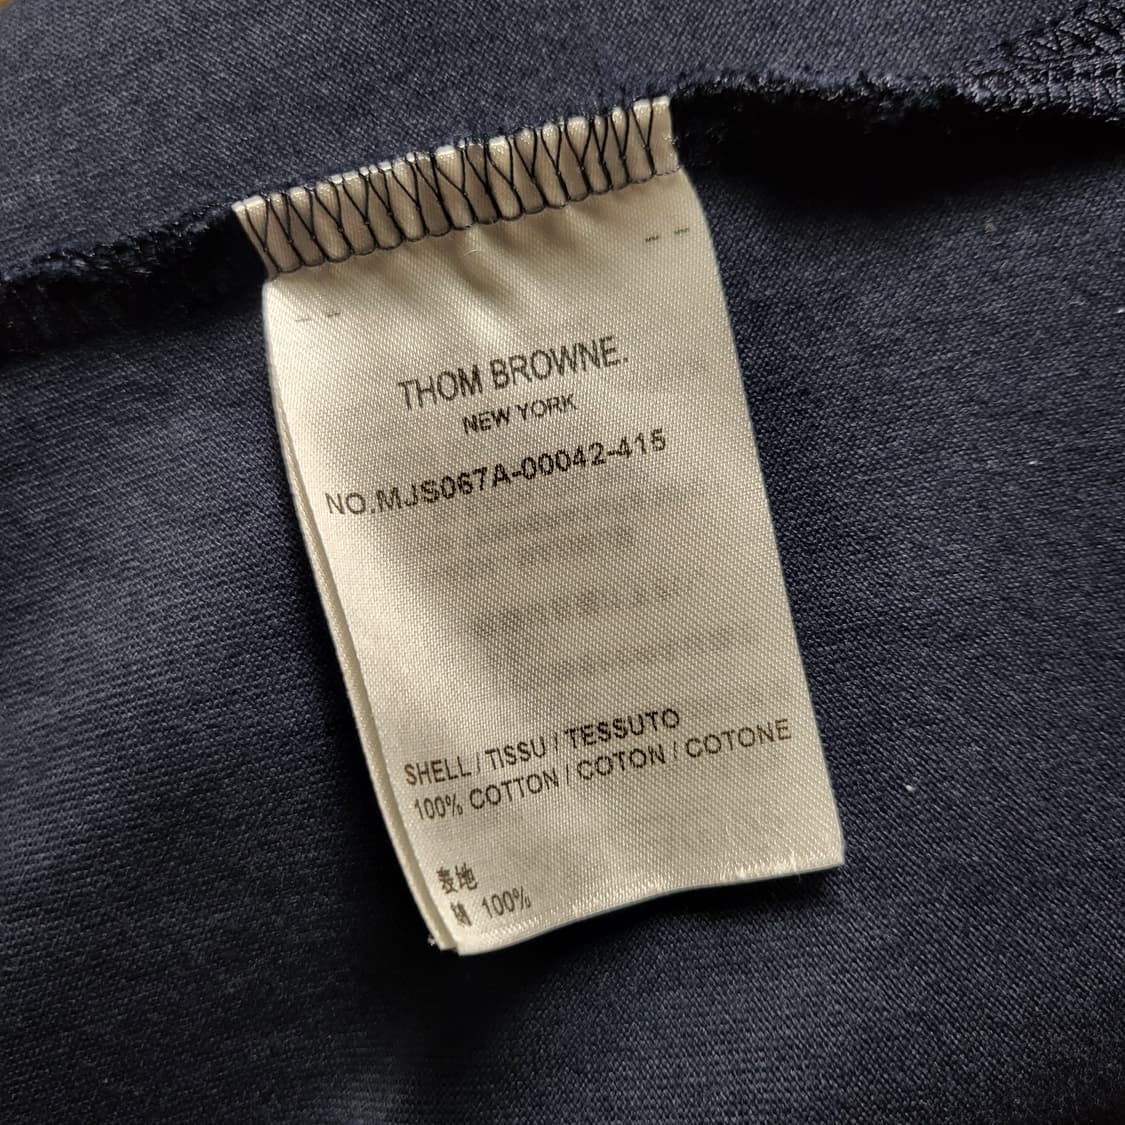 THOM BROWNE.
NEW YORK
NO.MJS067A-00042-415
SHELL / TISSU / TESSUTO
100% COTTON / COTON / COTONE
表地
綿 100%